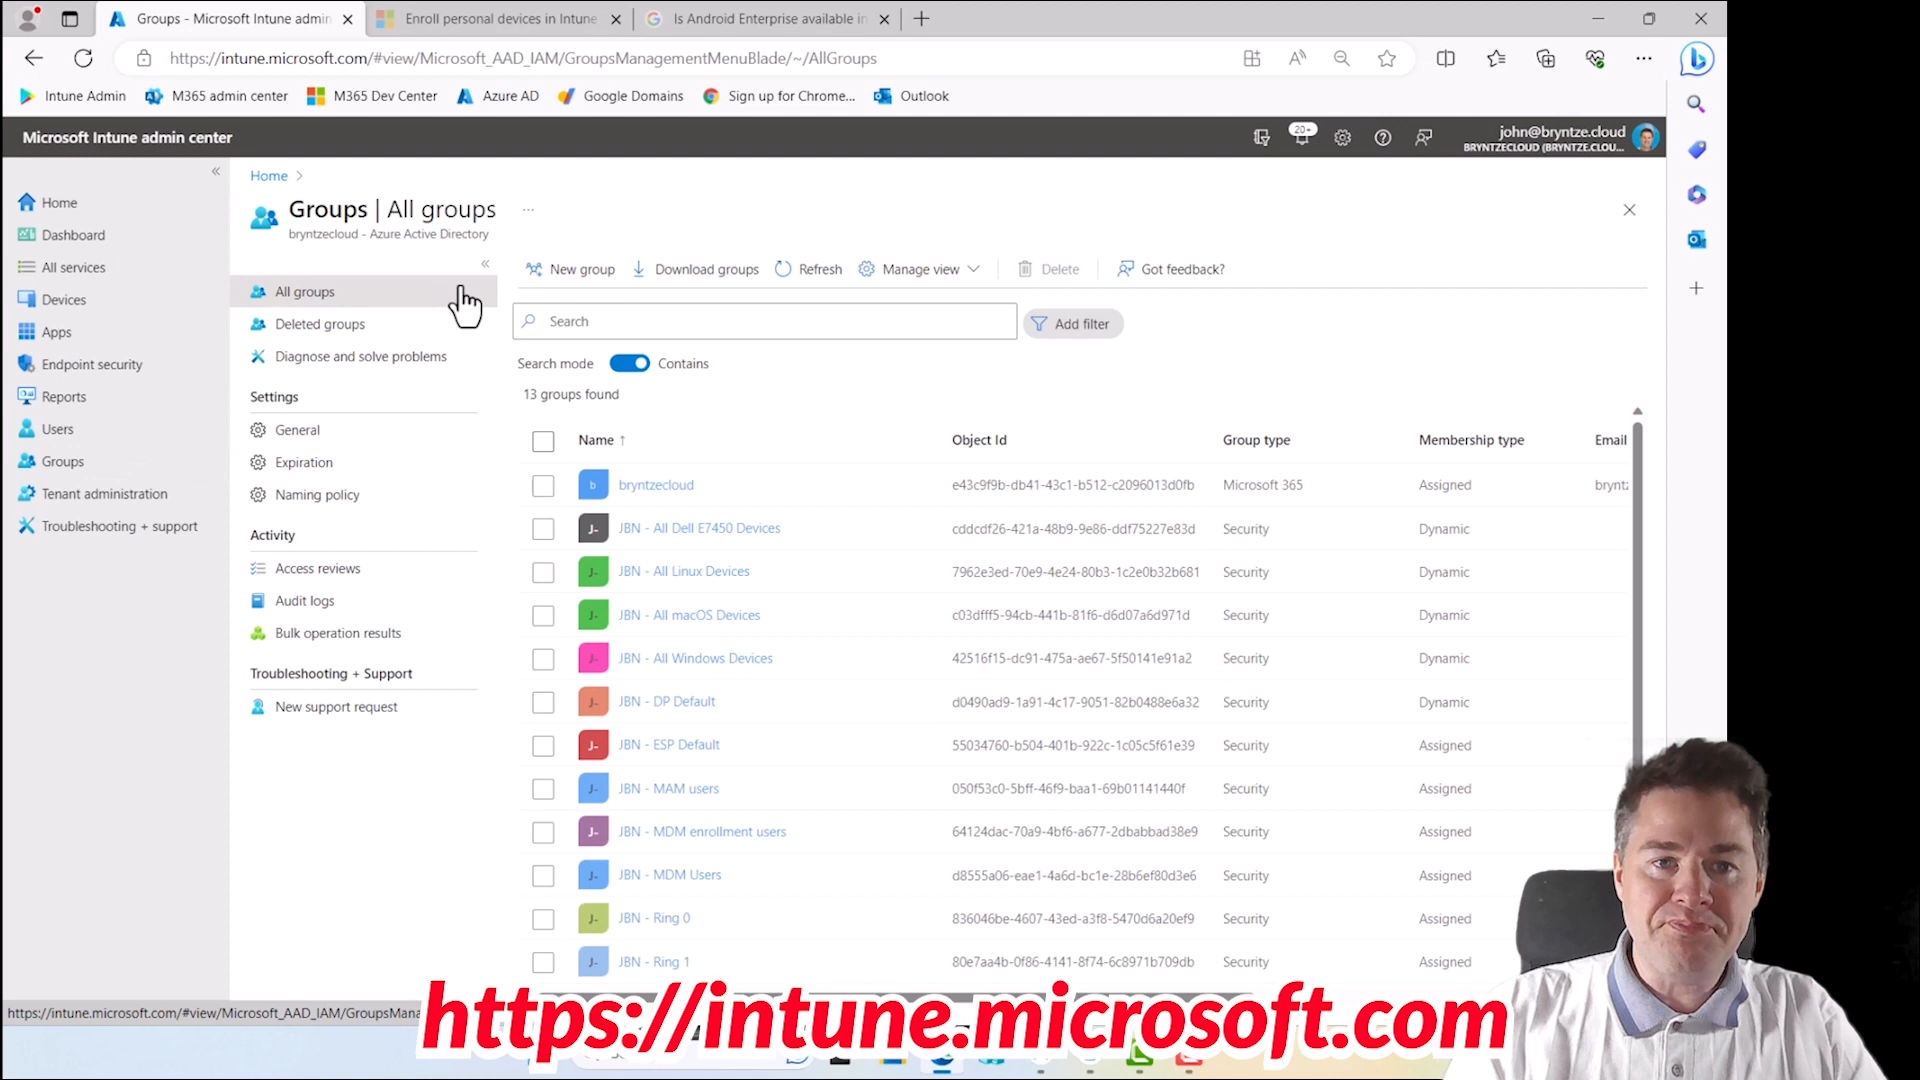 Groups - Microsoft Intune admin
Enroll personal devices in Intune
Is Android Enterprise available in
https://intune.microsoft.com/#view/Microsoft_AAD_IAM/GroupsManagementMenuBlade/~/AllGroups
Intune Admin
M365 admin center
M365 Dev Center
Azure AD
Google Domains
Sign up for Chrome...
Outlook
Microsoft Intune admin center
20+
john@bryntze.cloud
BRYNTZECLOUD (BRYNTZE.CLOU...
Home
Dashboard
All services
Devices
Apps
Endpoint security
Reports
Users
Groups
Tenant administration
Troubleshooting + support
Home >
Groups | All groups ...
bryntzecloud - Azure Active Directory
All groups
Deleted groups
Diagnose and solve problems
Settings
General
Expiration
Naming policy
Activity
Access reviews
Audit logs
Bulk operation results
Troubleshooting + Support
New support request
New group
Download groups
Refresh
Manage view
Delete
Got feedback?
Search
Add filter
Search mode
Contains
13 groups found
Name ↑ Object Id Group type Membership type Email
b bryntzecloud e43c9f9b-db41-43c1-b512-c2096013d0fb Microsoft 365 Assigned bryntz
J- JBN - All Dell E7450 Devices cddcdf26-421a-48b9-9e86-ddf75227e83d Security Dynamic
J- JBN - All Linux Devices 7962e3ed-70e9-4e24-80b3-1c2e0b32b681 Security Dynamic
J- JBN - All macOS Devices c03dfff5-94cb-441b-81f6-d6d07a6d971d Security Dynamic
J- JBN - All Windows Devices 42516f15-dc91-475a-ae67-5f50141e91a2 Security Dynamic
J- JBN - DP Default d0490ad9-1a91-4c17-9051-82b0488e6a32 Security Dynamic
J- JBN - ESP Default 55034760-b504-401b-922c-1c05c5f61e39 Security Assigned
J- JBN - MAM users 050f53c0-5bff-46f9-baa1-69b01141440f Security Assigned
J- JBN - MDM enrollment users 64124dac-70a9-4bf6-a677-2dbabbad38e9 Security Assigned
J- JBN - MDM Users d8555a06-eae1-4a6d-bc1e-28b6ef80d3e6 Security Assigned
J- JBN - Ring 0 836046be-4607-43ed-a3f8-5470d6a20ef9 Security Assigned
J- JBN - Ring 1 80e7aa4b-0f86-4141-8f74-6c8971b709db Security Assigned
https://intune.microsoft.com/#view/Microsoft_AAD_IAM/GroupsMana
https://intune.microsoft.com